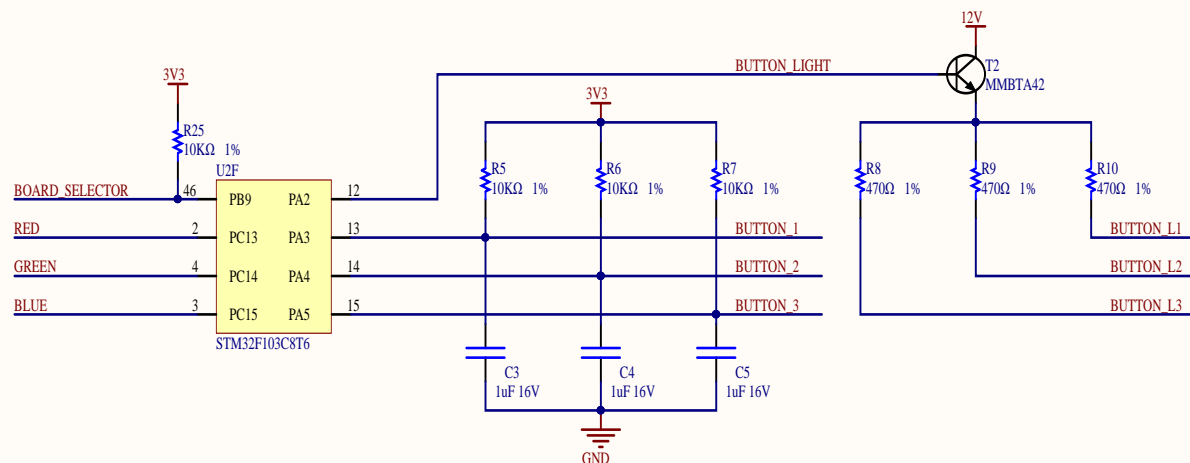 12V
T2
MMBTA42
BUTTON_LIGHT
3V3
3V3
R25
10KΩ 1%
U2F
R5
10KΩ 1%
R6
10KΩ 1%
R7
10KΩ 1%
R8
470Ω 1%
R9
470Ω 1%
R10
470Ω 1%
BOARD_SELECTOR
46
PB9
PA2
12
RED
2
PC13
PA3
13
BUTTON_1
BUTTON_L1
GREEN
4
PC14
PA4
14
BUTTON_2
BUTTON_L2
BLUE
3
PC15
PA5
15
BUTTON_3
BUTTON_L3
STM32F103C8T6
C3
1uF 16V
C4
1uF 16V
C5
1uF 16V
GND